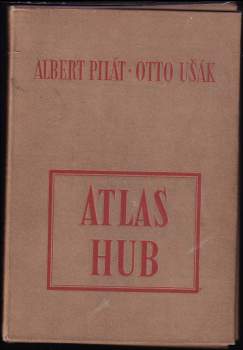 ALBERT PILÁT · OTTO UŠÁK
ATLAS
HUB